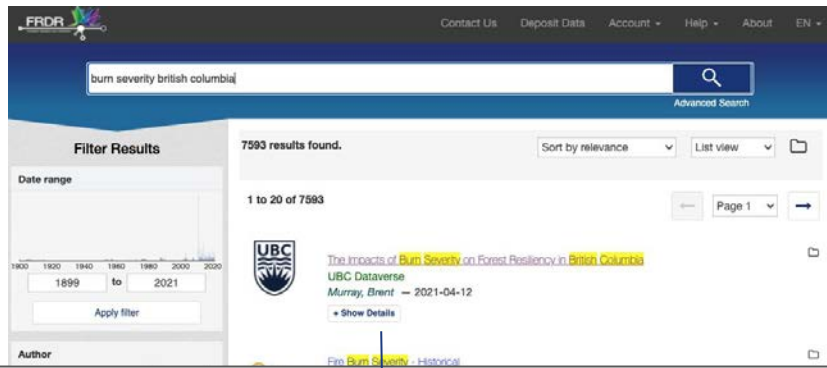 FRDR
Contact Us Deposit Data Account Help About EN
burn severity british columbia
Advanced Search
Filter Results
Date range
1900 1920 1940 1960 1980 2000 2020
1899 to 2021
Apply filter
Author
7593 results found.
Sort by relevance List view
1 to 20 of 7593
← Page 1 →
UBC
The Impacts of Burn Severity on Forest Resiliency in British Columbia
UBC Dataverse
Murray, Brent — 2021-04-12
+ Show Details
Fire Burn Severity - Historical